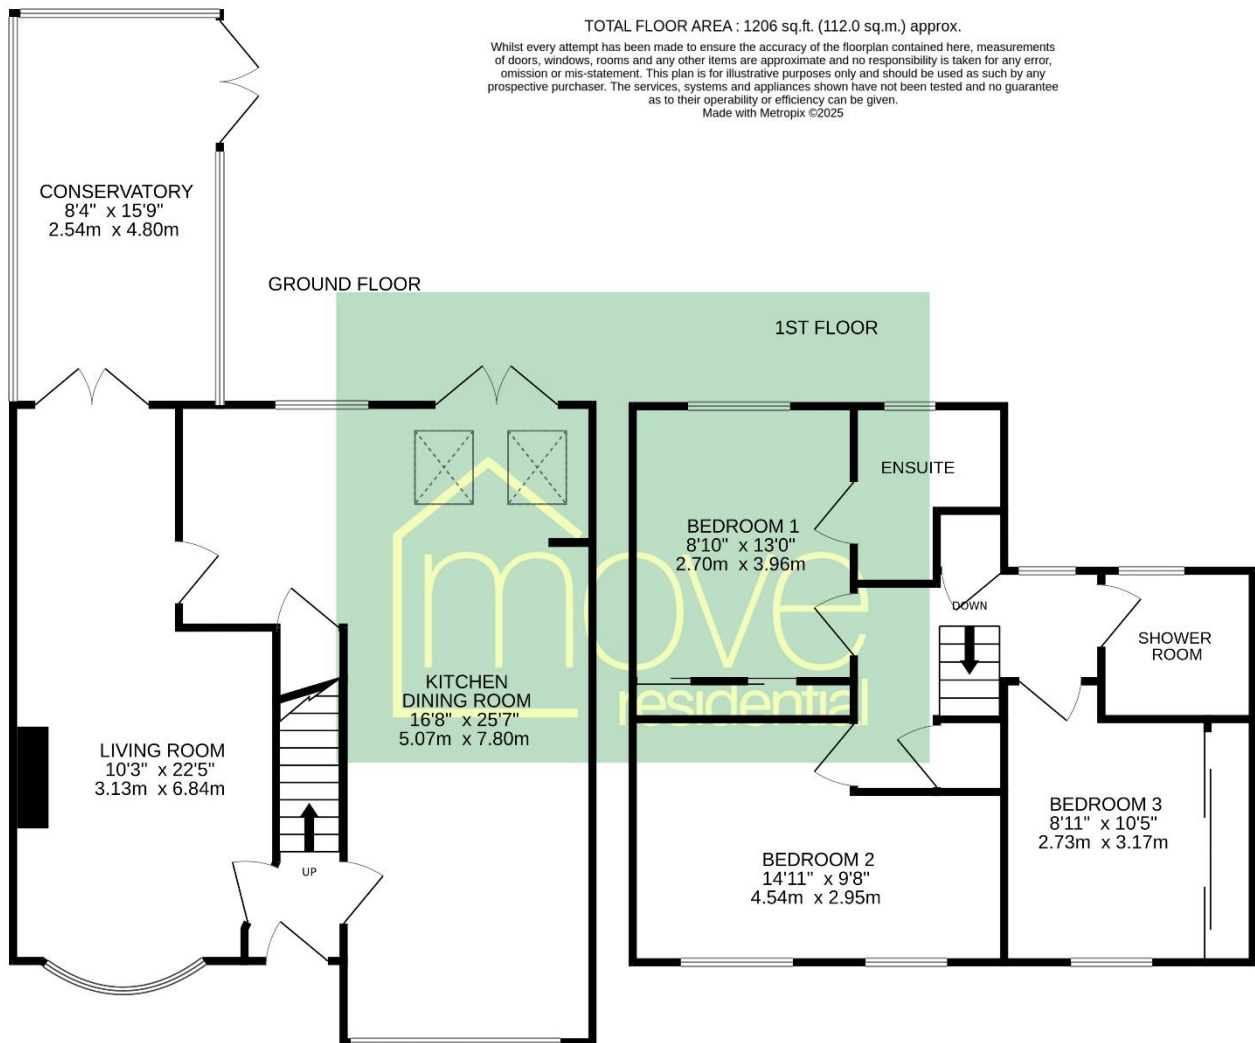 TOTAL FLOOR AREA : 1206 sq.ft. (112.0 sq.m.) approx.
Whilst every attempt has been made to ensure the accuracy of the floorplan contained here, measurements
of doors, windows, rooms and any other items are approximate and no responsibility is taken for any error,
omission or mis-statement. This plan is for illustrative purposes only and should be used as such by any
prospective purchaser. The services, systems and appliances shown have not been tested and no guarantee
as to their operability or efficiency can be given.
Made with Metropix ©2025
CONSERVATORY
8'4" x 15'9"
2.54m x 4.80m
GROUND FLOOR
KITCHEN
DINING ROOM
16'8" x 25'7"
5.07m x 7.80m
LIVING ROOM
10'3" x 22'5"
3.13m x 6.84m
UP
1ST FLOOR
ENSUITE
BEDROOM 1
8'10" x 13'0"
2.70m x 3.96m
DOWN
SHOWER
ROOM
BEDROOM 3
8'11" x 10'5"
2.73m x 3.17m
BEDROOM 2
14'11" x 9'8"
4.54m x 2.95m
move
residential